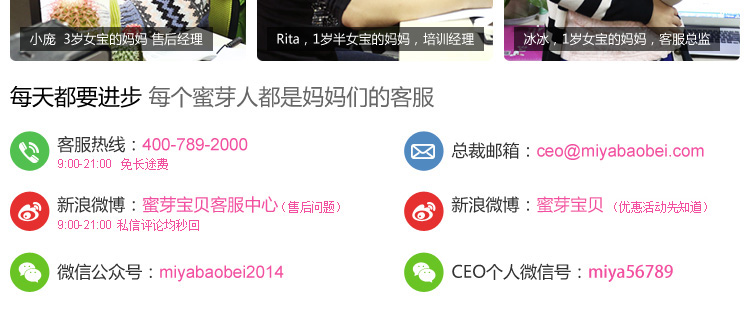 小庞  3岁女宝的妈妈 售后经理
Rita，1岁半女宝的妈妈，培训经理
冰冰，1岁女宝的妈妈，客服总监
每天都要进步 每个蜜芽人都是妈妈们的客服
客服热线：400-789-2000
9:00-21:00 免长途费
总裁邮箱：ceo@miyabaobei.com
新浪微博：蜜芽宝贝客服中心（售后问题）
9:00-21:00 私信评论均秒回
新浪微博：蜜芽宝贝 （优惠活动先知道）
微信公众号：miyabaobei2014
CEO个人微信号：miya56789